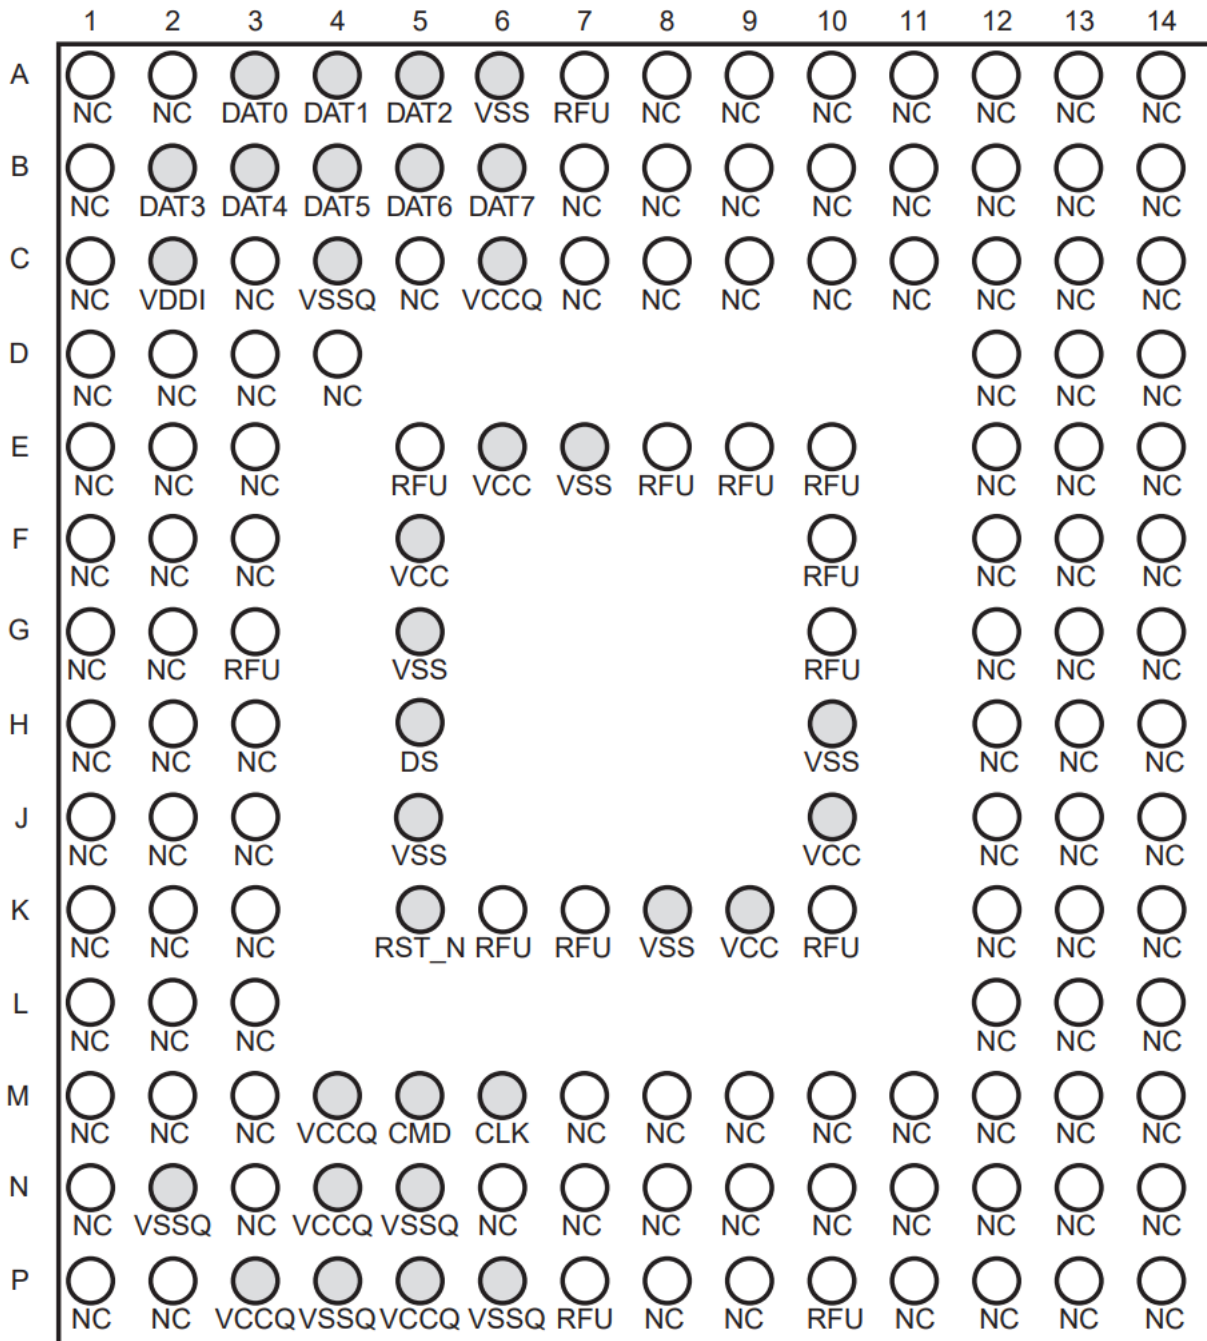 1 2 3 4 5 6 7 8 9 10 11 12 13 14
A
NC NC DAT0 DAT1 DAT2 VSS RFU NC NC NC NC NC NC NC
B
NC DAT3 DAT4 DAT5 DAT6 DAT7 NC NC NC NC NC NC NC NC
C
NC VDDI NC VSSQ NC VCCQ NC NC NC NC NC NC NC NC
D
NC NC NC NC NC NC NC
E
NC NC NC RFU VCC VSS RFU RFU RFU NC NC NC
F
NC NC NC VCC RFU NC NC NC
G
NC NC RFU VSS RFU NC NC NC
H
NC NC NC DS VSS NC NC NC
J
NC NC NC VSS VCC NC NC NC
K
NC NC NC RST_N RFU RFU VSS VCC RFU NC NC NC
L
NC NC NC NC NC NC
M
NC NC NC VCCQ CMD CLK NC NC NC NC NC NC NC NC
N
NC VSSQ NC VCCQ VSSQ NC NC NC NC NC NC NC NC NC
P
NC NC VCCQ VSSQ VCCQ VSSQ RFU NC NC RFU NC NC NC NC